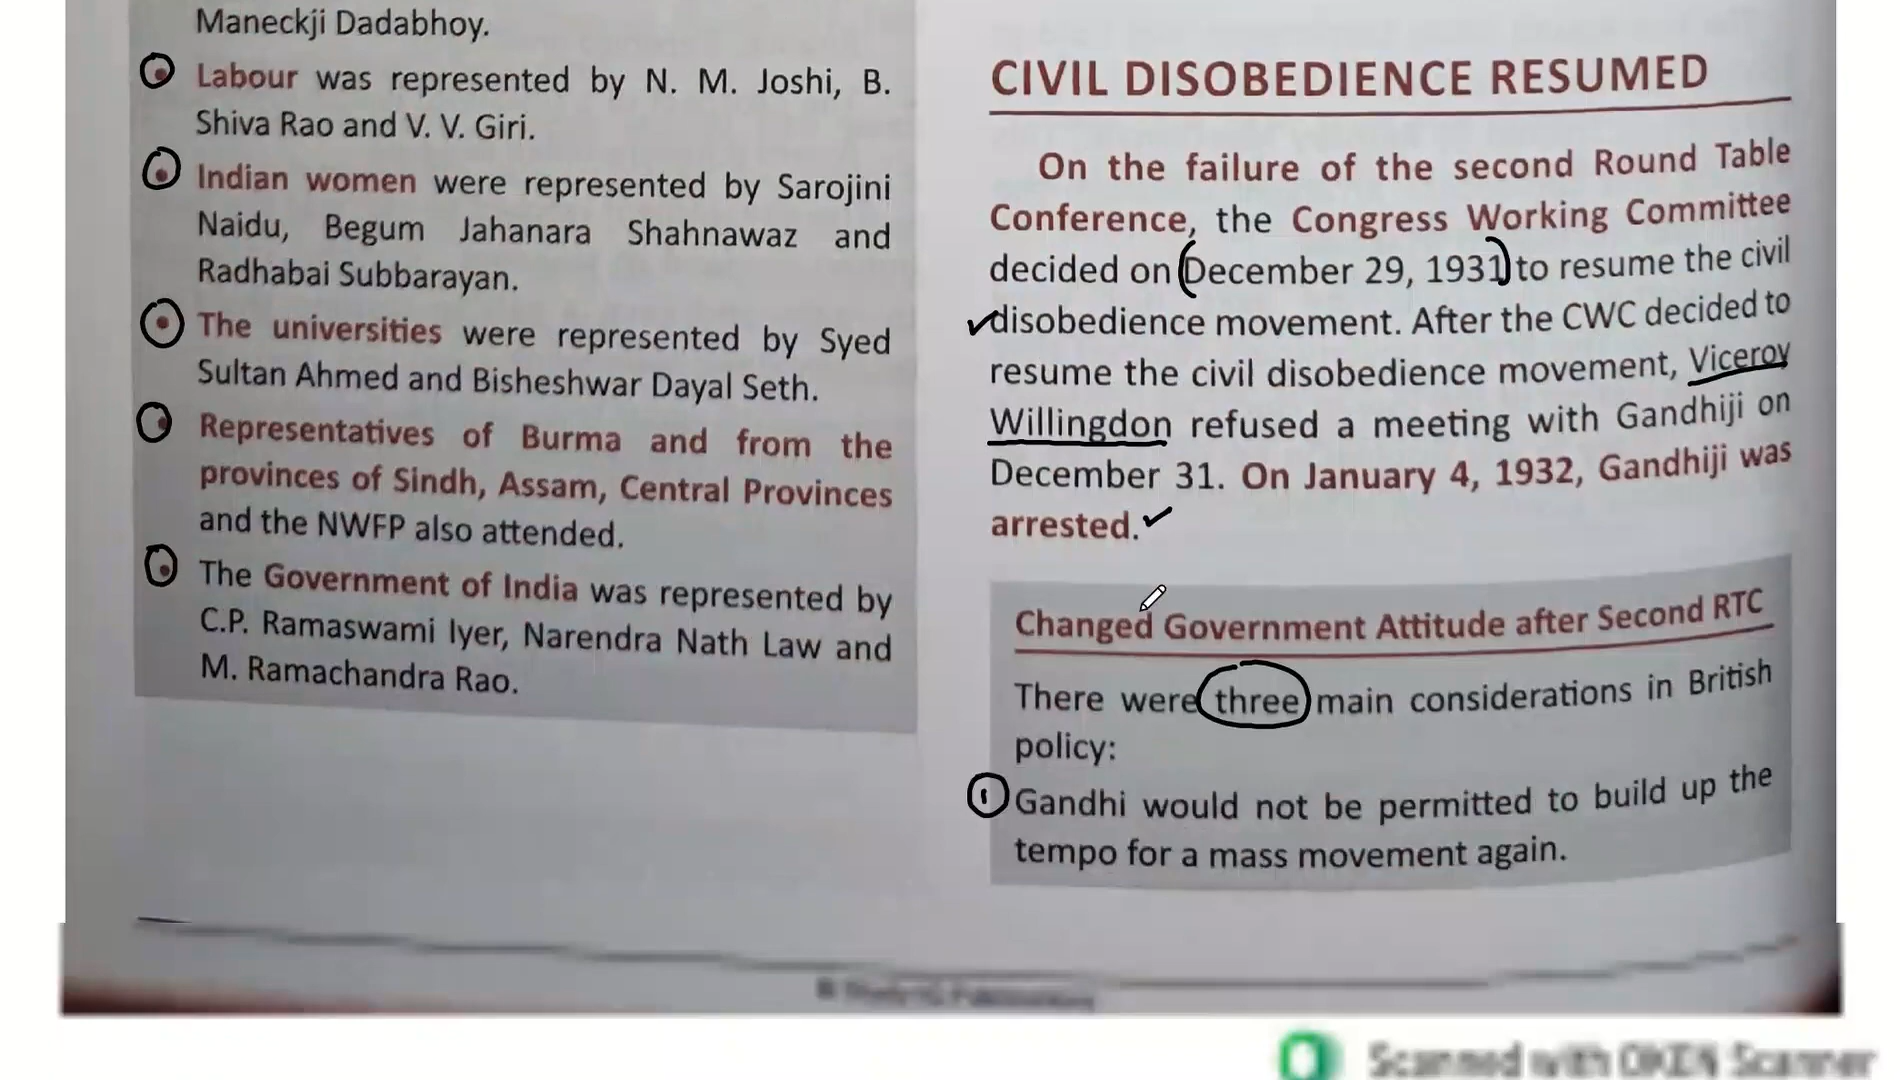 Maneckji Dadabhoy.
Labour was represented by N. M. Joshi, B.
Shiva Rao and V. V. Giri.
Indian women were represented by Sarojini
Naidu, Begum Jahanara Shahnawaz and
Radhabai Subbarayan.
The universities were represented by Syed
Sultan Ahmed and Bisheshwar Dayal Seth.
Representatives of Burma and from the
provinces of Sindh, Assam, Central Provinces
and the NWFP also attended.
The Government of India was represented by
C.P. Ramaswami Iyer, Narendra Nath Law and
M. Ramachandra Rao.
CIVIL DISOBEDIENCE RESUMED
On the failure of the second Round Table
Conference, the Congress Working Committee
decided on December 29, 1931 to resume the civil
disobedience movement. After the CWC decided to
resume the civil disobedience movement, Viceroy
Willingdon refused a meeting with Gandhiji on
December 31. On January 4, 1932, Gandhiji was
arrested.
Changed Government Attitude after Second RTC
There were three main considerations in British
policy:
1 Gandhi would not be permitted to build up the
tempo for a mass movement again.
Scanned with OKEN Scanner